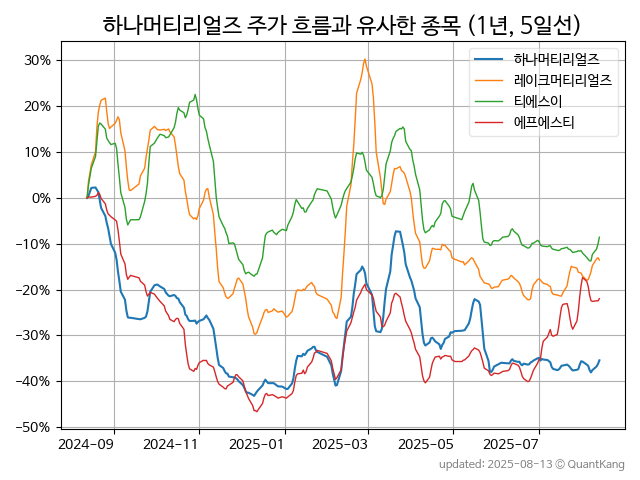 하나머티리얼즈 주가 흐름과 유사한 종목 (1년, 5일선)
하나머티리얼즈
레이크머티리얼즈
티에스이
에프에스티
30%
20%
10%
0%
−10%
−20%
−30%
−40%
−50%
2024-09 2024-11 2025-01 2025-03 2025-05 2025-07
updated: 2025-08-13 © QuantKang